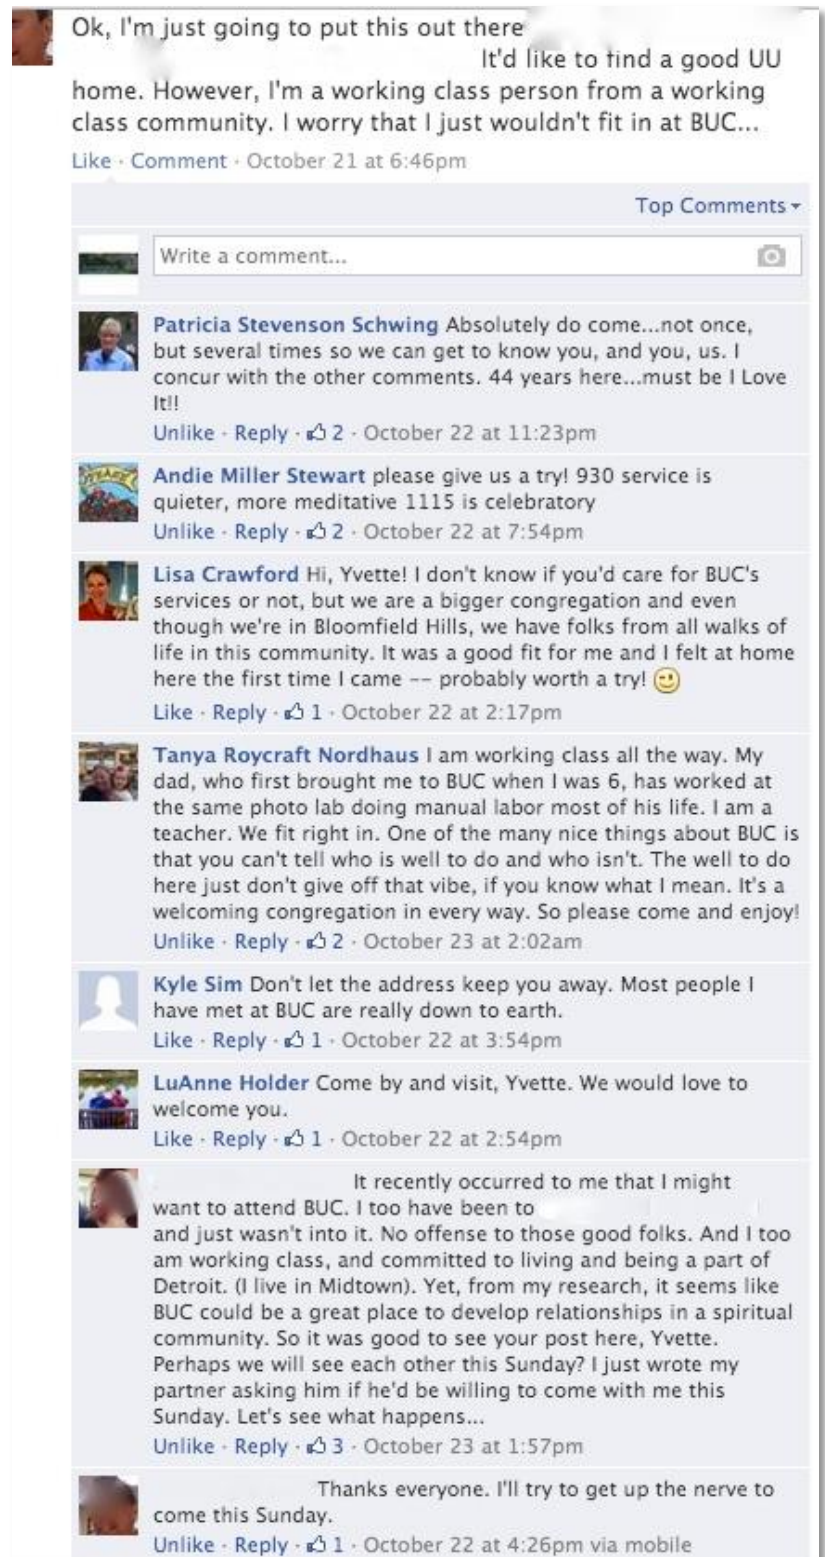 Ok, I'm just going to put this out there
It'd like to find a good UU
home. However, I'm a working class person from a working
class community. I worry that I just wouldn't fit in at BUC...
Like · Comment · October 21 at 6:46pm
Top Comments
Write a comment...
Patricia Stevenson Schwing Absolutely do come...not once,
but several times so we can get to know you, and you, us. I
concur with the other comments. 44 years here...must be I Love
It!!
Unlike · Reply · 2 · October 22 at 11:23pm
Andie Miller Stewart please give us a try! 930 service is
quieter, more meditative 1115 is celebratory
Unlike · Reply · 2 · October 22 at 7:54pm
Lisa Crawford Hi, Yvette! I don't know if you'd care for BUC's
services or not, but we are a bigger congregation and even
though we're in Bloomfield Hills, we have folks from all walks of
life in this community. It was a good fit for me and I felt at home
here the first time I came -- probably worth a try!
Like · Reply · 1 · October 22 at 2:17pm
Tanya Roycraft Nordhaus I am working class all the way. My
dad, who first brought me to BUC when I was 6, has worked at
the same photo lab doing manual labor most of his life. I am a
teacher. We fit right in. One of the many nice things about BUC is
that you can't tell who is well to do and who isn't. The well to do
here just don't give off that vibe, if you know what I mean. It's a
welcoming congregation in every way. So please come and enjoy!
Unlike · Reply · 2 · October 23 at 2:02am
Kyle Sim Don't let the address keep you away. Most people I
have met at BUC are really down to earth.
Like · Reply · 1 · October 22 at 3:54pm
LuAnne Holder Come by and visit, Yvette. We would love to
welcome you.
Like · Reply · 1 · October 22 at 2:54pm
It recently occurred to me that I might
want to attend BUC. I too have been to
and just wasn't into it. No offense to those good folks. And I too
am working class, and committed to living and being a part of
Detroit. (I live in Midtown). Yet, from my research, it seems like
BUC could be a great place to develop relationships in a spiritual
community. So it was good to see your post here, Yvette.
Perhaps we will see each other this Sunday? I just wrote my
partner asking him if he'd be willing to come with me this
Sunday. Let's see what happens...
Unlike · Reply · 3 · October 23 at 1:57pm
Thanks everyone. I'll try to get up the nerve to
come this Sunday.
Unlike · Reply · 1 · October 22 at 4:26pm via mobile